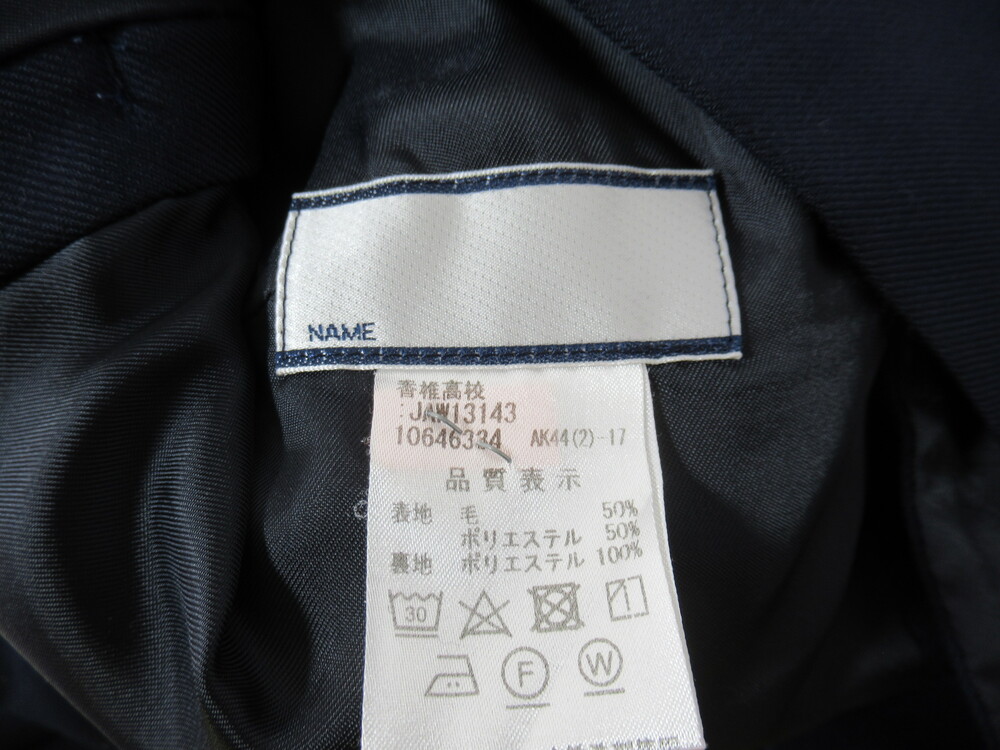 NAME
香椎高校
:JAW13143
10646334 AK44(2)-17
品質表示
表地 毛 50%
ポリエステル 50%
裏地 ポリエステル 100%
30
F W